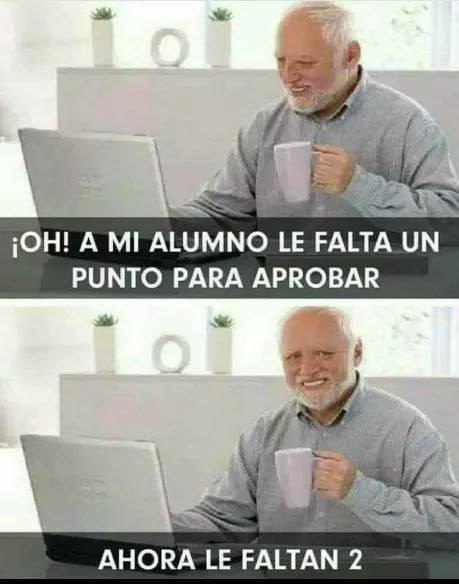 ¡OH! A MI ALUMNO LE FALTA UN
PUNTO PARA APROBAR
AHORA LE FALTAN 2